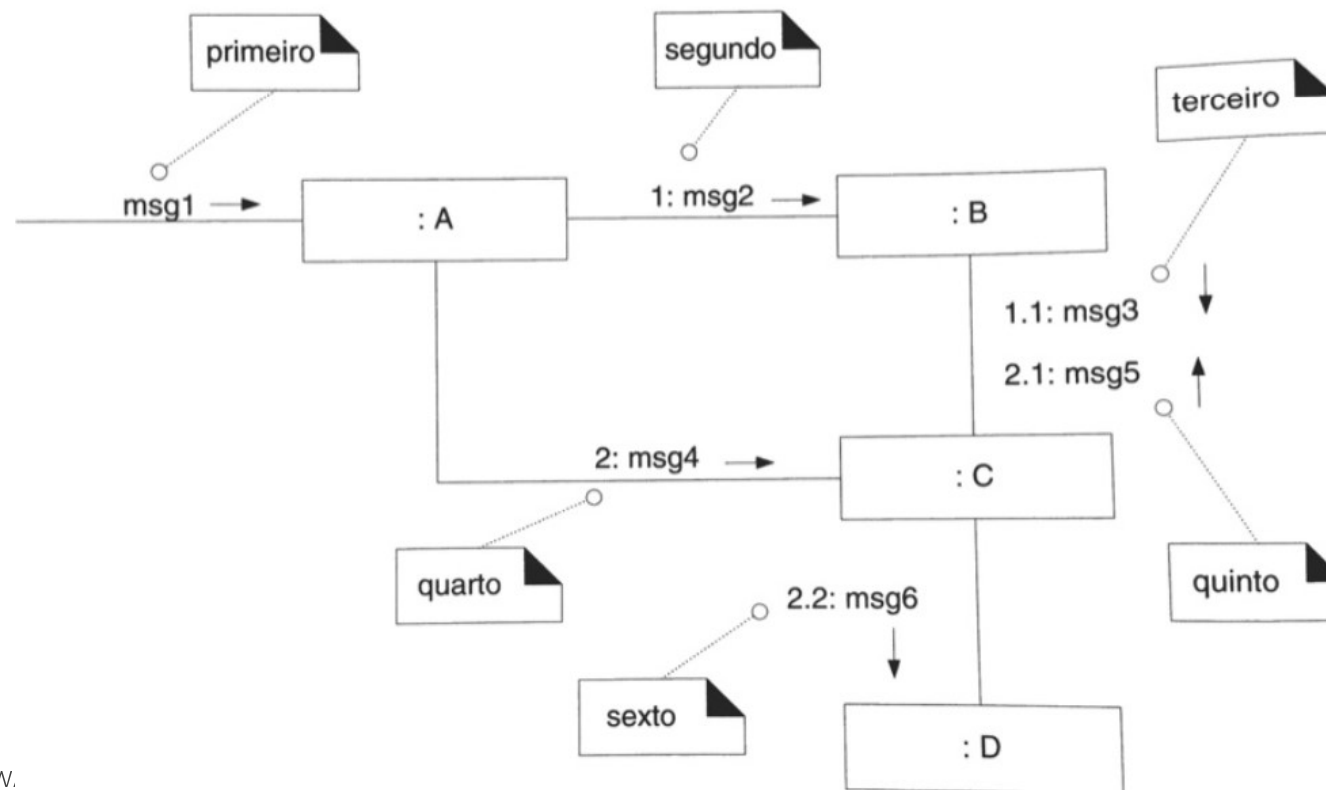 primeiro
segundo
terceiro
msg1
: A
1: msg2
: B
1.1: msg3
2.1: msg5
2: msg4
: C
quarto
quinto
2.2: msg6
sexto
: D